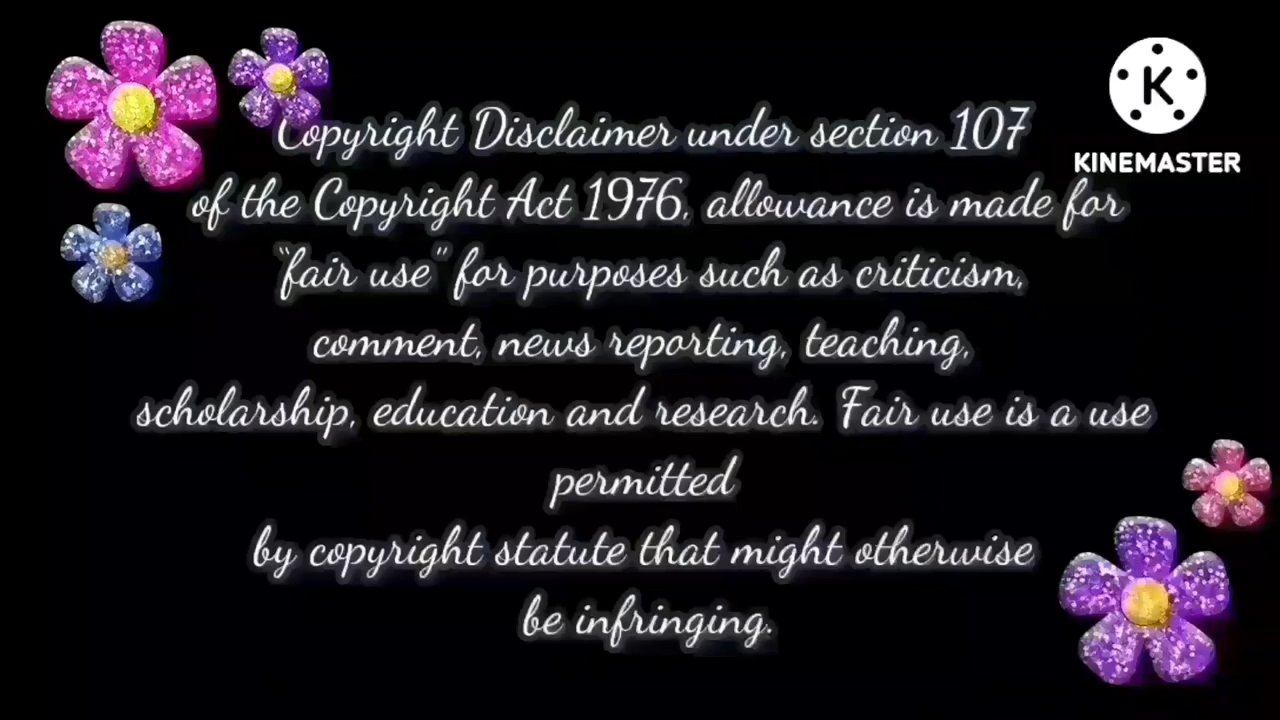 Copyright Disclaimer under section 107
of the Copyright Act 1976, allowance is made for
“fair use” for purposes such as criticism,
comment, news reporting, teaching,
scholarship, education and research. Fair use is a use
permitted
by copyright statute that might otherwise
be infringing.
K
KINEMASTER